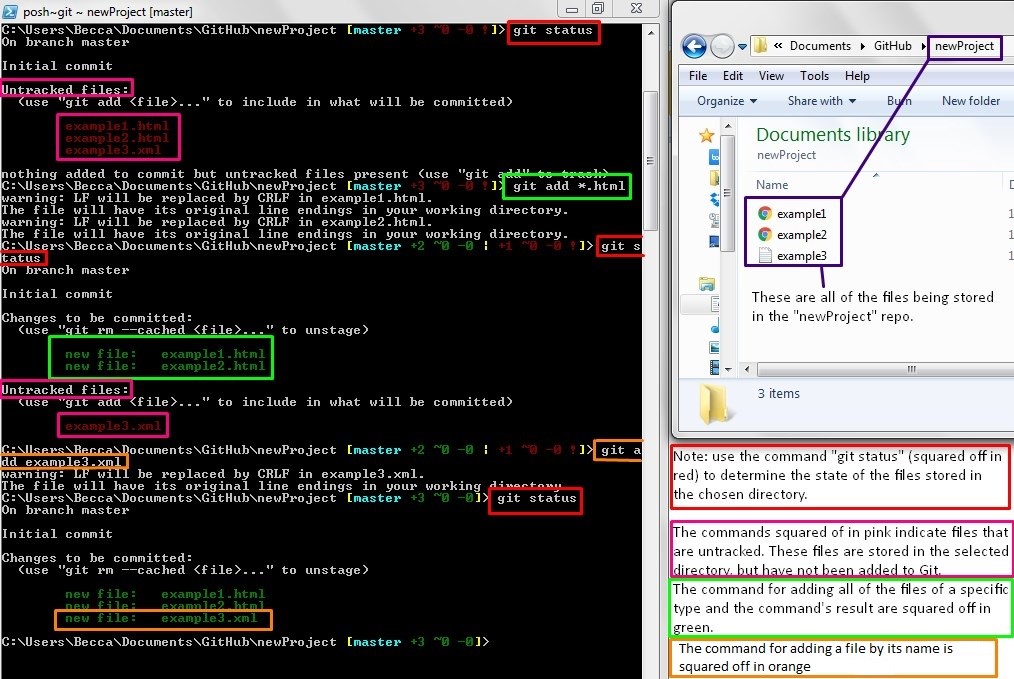 posh~git ~ newProject [master]
C:\Users\Becca\Documents\GitHub\newProject [master +3 ~0 -0 !]> git status
On branch master
Initial commit
Untracked files:
(use "git add <file>..." to include in what will be committed)
example1.html
example2.html
example3.xml
nothing added to commit but untracked files present (use "git add" to track)
C:\Users\Becca\Documents\GitHub\newProject [master +3 ~0 -0 !]> git add *.html
warning: LF will be replaced by CRLF in example1.html.
The file will have its original line endings in your working directory.
warning: LF will be replaced by CRLF in example2.html.
The file will have its original line endings in your working directory.
C:\Users\Becca\Documents\GitHub\newProject [master +2 ~0 -0 | +1 ~0 -0 !]> git s
tatus
On branch master
Initial commit
Changes to be committed:
(use "git rm --cached <file>..." to unstage)
new file: example1.html
new file: example2.html
Untracked files:
(use "git add <file>..." to include in what will be committed)
example3.xml
C:\Users\Becca\Documents\GitHub\newProject [master +2 ~0 -0 | +1 ~0 -0 !]> git a
dd example3.xml
warning: LF will be replaced by CRLF in example3.xml.
The file will have its original line endings in your working directory.
C:\Users\Becca\Documents\GitHub\newProject [master +3 ~0 -0]> git status
On branch master
Initial commit
Changes to be committed:
(use "git rm --cached <file>..." to unstage)
new file: example1.html
new file: example2.html
new file: example3.xml
C:\Users\Becca\Documents\GitHub\newProject [master +3 ~0 -0]>
« Documents GitHub newProject
File Edit View Tools Help
Organize Share with Burn New folder
Documents library
newProject
Name
example1
example2
example3
These are all of the files being stored
in the "newProject" repo.
3 items
Note: use the command "git status" (squared off in
red) to determine the state of the files stored in
the chosen directory.
The commands squared of in pink indicate files that
are untracked. These files are stored in the selected
directory, but have not been added to Git.
The command for adding all of the files of a specific
type and the command's result are squared off in
green.
The command for adding a file by its name is
squared off in orange